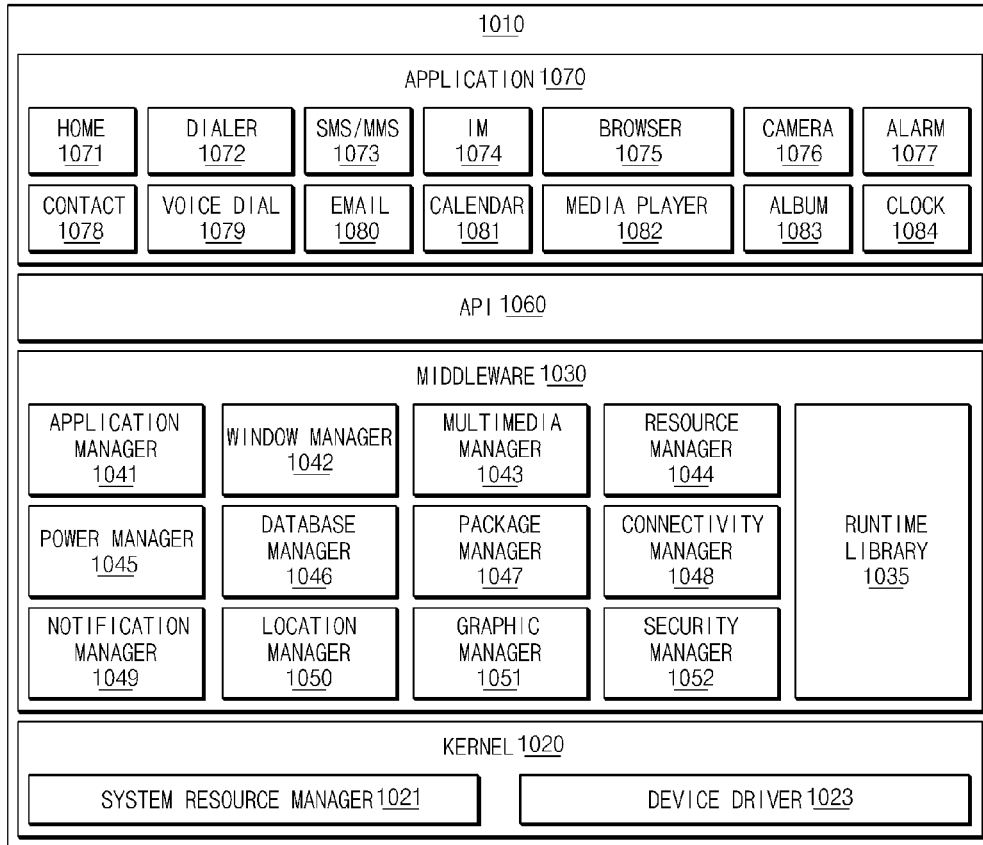 1010
APPLICATION 1070
HOME
1071
DIALER
1072
SMS/MMS
1073
IM
1074
BROWSER
1075
CAMERA
1076
ALARM
1077
CONTACT
1078
VOICE DIAL
1079
EMAIL
1080
CALENDAR
1081
MEDIA PLAYER
1082
ALBUM
1083
CLOCK
1084
API 1060
MIDDLEWARE 1030
APPLICATION
MANAGER
1041
WINDOW MANAGER
1042
MULTIMEDIA
MANAGER
1043
RESOURCE
MANAGER
1044
POWER MANAGER
1045
DATABASE
MANAGER
1046
PACKAGE
MANAGER
1047
CONNECTIVITY
MANAGER
1048
NOTIFICATION
MANAGER
1049
LOCATION
MANAGER
1050
GRAPHIC
MANAGER
1051
SECURITY
MANAGER
1052
RUNTIME
LIBRARY
1035
KERNEL 1020
SYSTEM RESOURCE MANAGER 1021
DEVICE DRIVER 1023